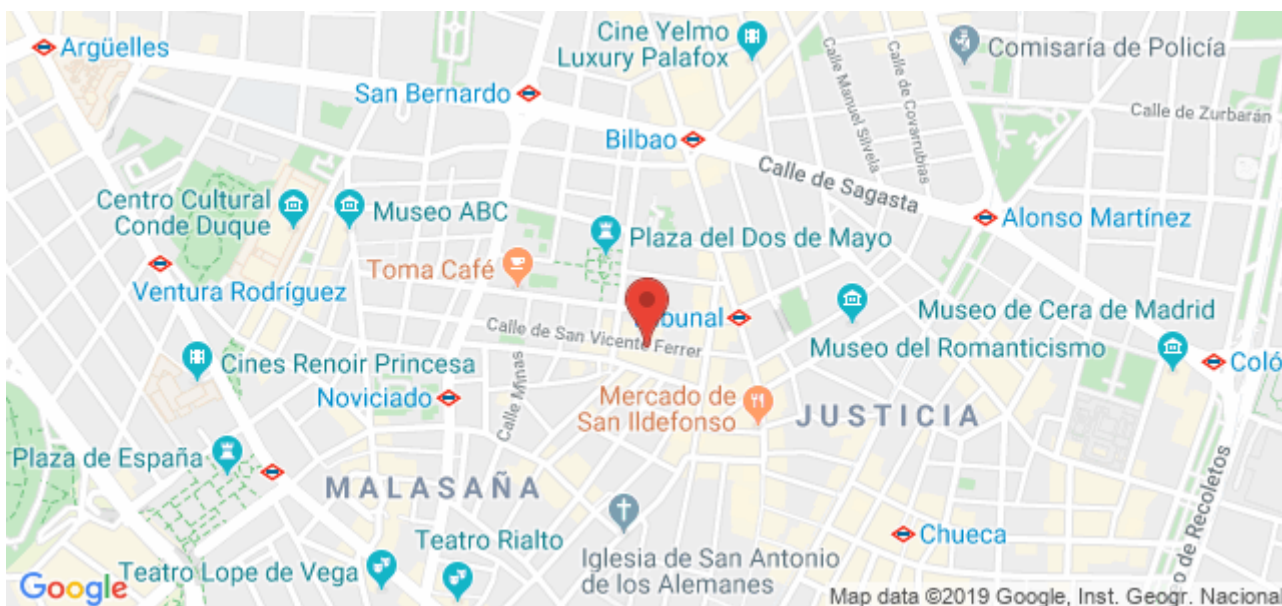 Argüelles
Cine Yelmo
Luxury Palafox
Comisaría de Policía
San Bernardo
Calle Manuel Silvela
Calle de Covarrubias
Calle de Zurbarán
Bilbao
Calle de Sagasta
Centro Cultural
Conde Duque
Museo ABC
Alonso Martínez
Plaza del Dos de Mayo
Toma Café
Ventura Rodríguez
bunal
Museo de Cera de Madrid
Calle de San Vicente Ferrer
Museo del Romanticismo
Cines Renoir Princesa
Coló
Calle Minas
Noviciado
Mercado de
San Ildefonso
JUSTICIA
Plaza de España
MALASAÑA
o de Recoletos
Chueca
Teatro Rialto
Iglesia de San Antonio
de los Alemanes
Teatro Lope de Vega
Google
Map data ©2019 Google, Inst. Geogr. Naciona